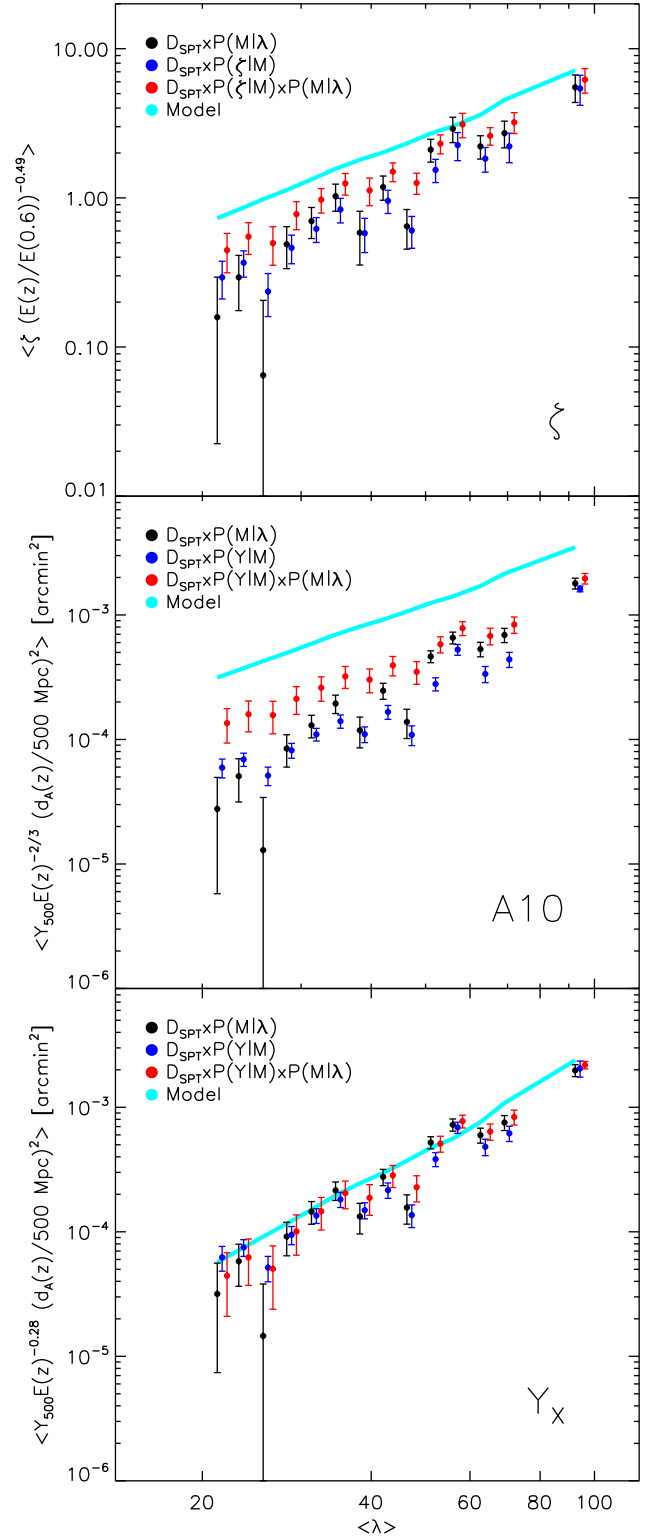 10.00
D_SPT×P(M|λ)
D_SPT×P(ζ|M)
D_SPT×P(ζ|M)×P(M|λ)
Model
1.00
<ζ (E(z)/E(0.6))^-0.49>
0.10
ζ
0.01
D_SPT×P(M|λ)
D_SPT×P(Y|M)
D_SPT×P(Y|M)×P(M|λ)
Model
10^-3
<Y_500E(z)^-2/3 (d_A(z)/500 Mpc)^2> [arcmin^2]
10^-4
10^-5
A10
10^-6
D_SPT×P(M|λ)
D_SPT×P(Y|M)
D_SPT×P(Y|M)×P(M|λ)
Model
10^-3
<Y_500E(z)^-0.28 (d_A(z)/500 Mpc)^2> [arcmin^2]
10^-4
10^-5
Y_X
10^-6
20 40 60 80 100
<λ>